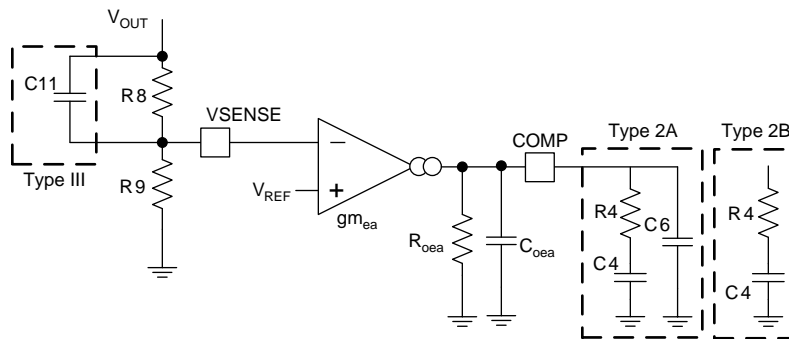 V_OUT
C11
R8
Type III
R9
VSENSE
V_REF
−
+
gm_ea
COMP
R_oea
C_oea
Type 2A
R4
C6
C4
Type 2B
R4
C4